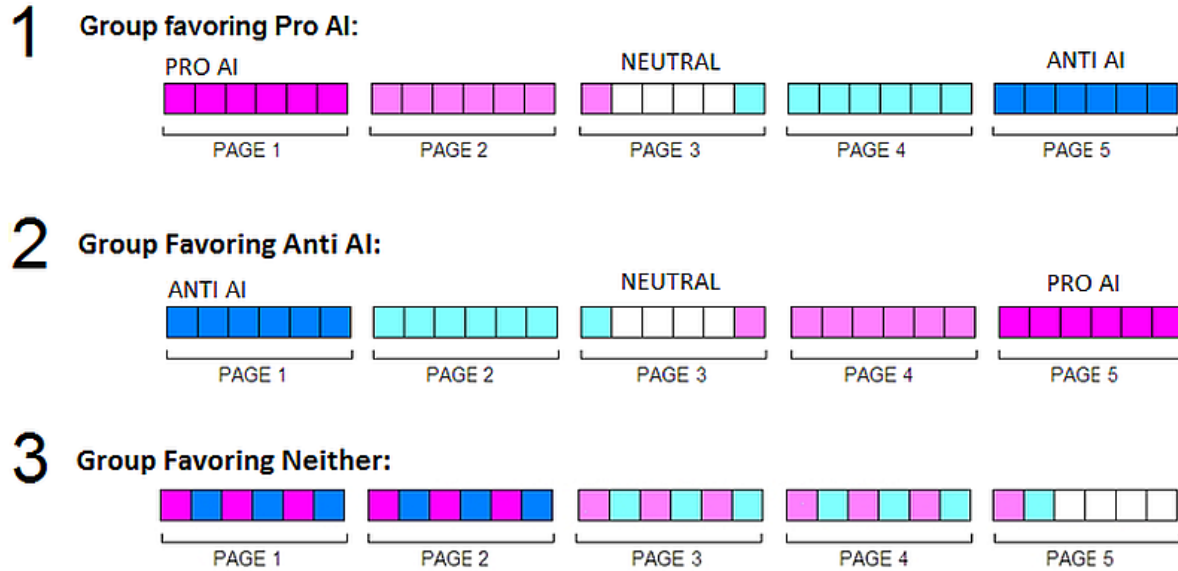 1 Group favoring Pro AI:
PRO AI NEUTRAL ANTI AI
PAGE 1 PAGE 2 PAGE 3 PAGE 4 PAGE 5
2 Group Favoring Anti AI:
ANTI AI NEUTRAL PRO AI
PAGE 1 PAGE 2 PAGE 3 PAGE 4 PAGE 5
3 Group Favoring Neither:
PAGE 1 PAGE 2 PAGE 3 PAGE 4 PAGE 5